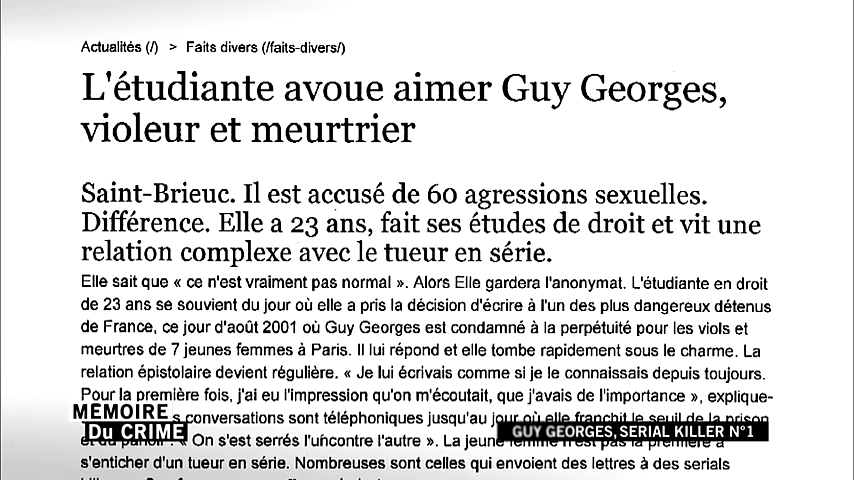 Actualités (/) > Faits divers (/faits-divers/)
L'étudiante avoue aimer Guy Georges,
violeur et meurtrier
Saint-Brieuc. Il est accusé de 60 agressions sexuelles.
Différence. Elle a 23 ans, fait ses études de droit et vit une
relation complexe avec le tueur en série.
Elle sait que « ce n'est vraiment pas normal ». Alors Elle gardera l'anonymat. L'étudiante en droit
de 23 ans se souvient du jour où elle a pris la décision d'écrire à l'un des plus dangereux détenus
de France, ce jour d'août 2001 où Guy Georges est condamné à la perpétuité pour les viols et
meurtres de 7 jeunes femmes à Paris. Il lui répond et elle tombe rapidement sous le charme. La
relation épistolaire devient régulière. « Je lui écrivais comme si je le connaissais depuis toujours.
Pour la première fois, j'ai eu l'impression qu'on m'écoutait, que j'avais de l'importance », explique-
conversations sont téléphoniques jusqu'au jour où elle franchit le seuil de la prison
et du parloir. « On s'est serrés l'un contre l'autre ». La jeune femme n'est pas la première à
s'enticher d'un tueur en série. Nombreuses sont celles qui envoient des lettres à des serials
MÉMOIRE
Du CRIME
GUY GEORGES, SERIAL KILLER N°1